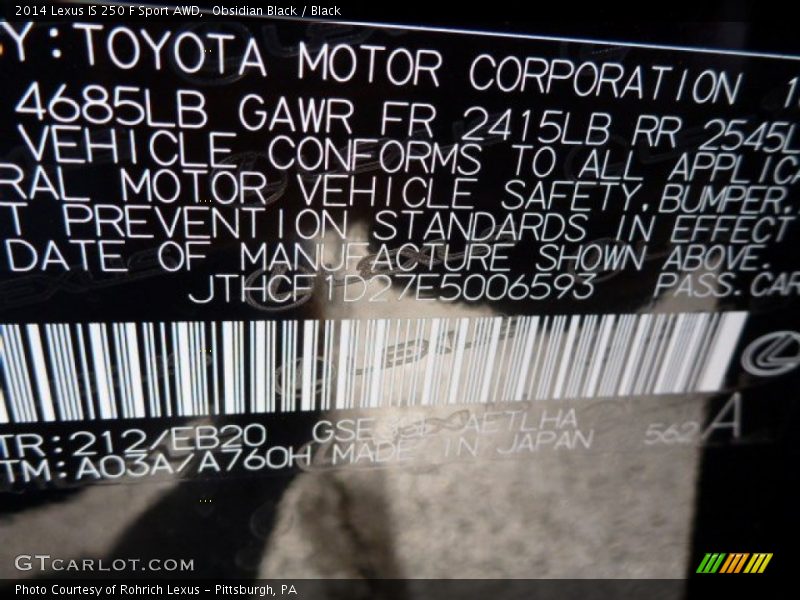 2014 Lexus IS 250 F Sport AWD, Obsidian Black / Black
Y:TOYOTA MOTOR CORPORATION
4685LB GAWR FR 2415LB RR 2545L
VEHICLE CONFORMS TO ALL APPLICA
RAL MOTOR VEHICLE SAFETY, BUMPER,
T PREVENTION STANDARDS IN EFFECT
DATE OF MANUFACTURE SHOWN ABOVE.
JTHCF1D27E5006593 PASS.CAR
TR:212/EB20 AETLHA
TM:A03A/A760H MADE IN JAPAN 562/A
GTCARLOT.COM
Photo Courtesy of Rohrich Lexus - Pittsburgh, PA